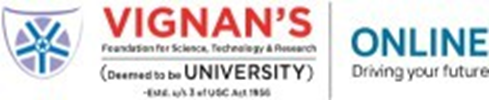 VIGNAN'S
Foundation for Science, Technology & Research
(Deemed to be UNIVERSITY)
-Estd. u/s 3 of UGC Act 1956
ONLINE
Driving your future